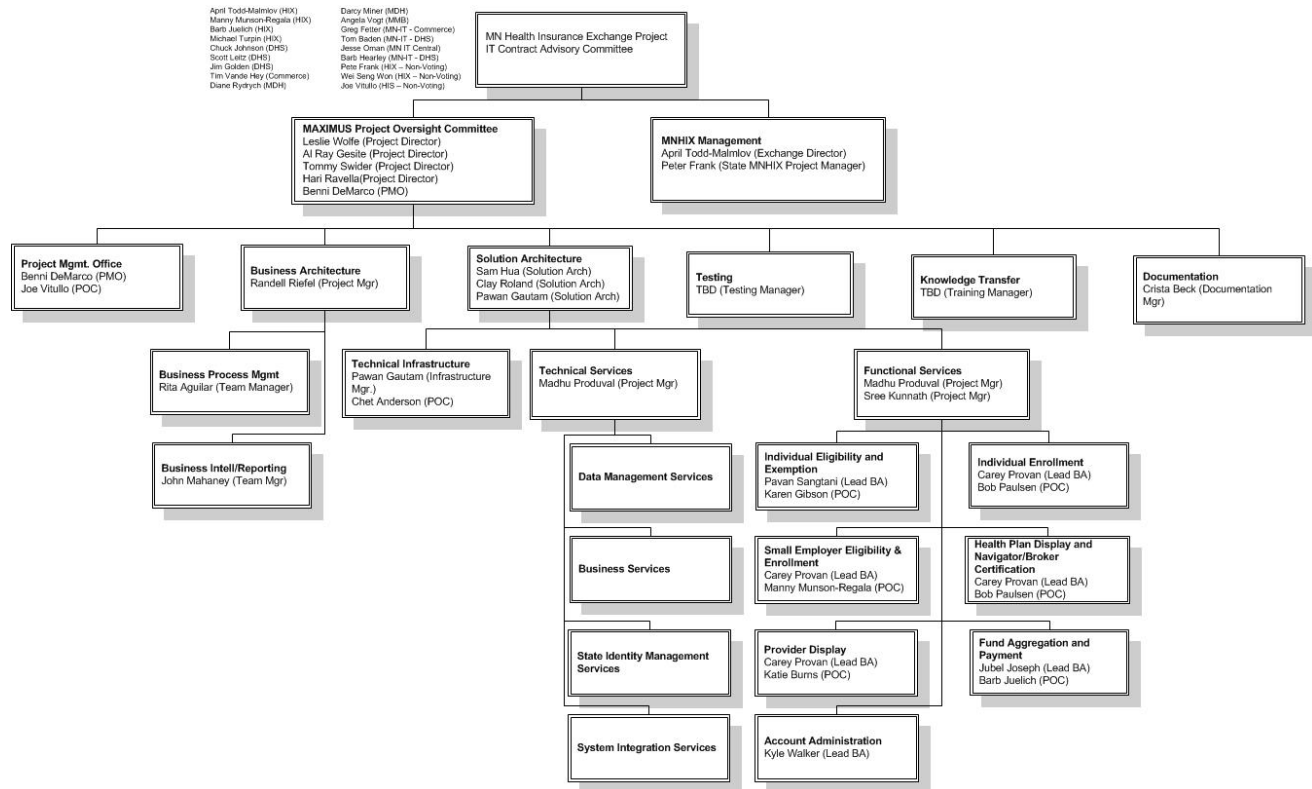 April Todd-Malmlov (HIX)
Manny Munson-Regala (HIX)
Barb Juelich (HIX)
Michael Turpin (HIX)
Chuck Johnson (DHS)
Scott Leitz (DHS)
Jim Golden (DHS)
Tim Vande Hey (Commerce)
Diane Rydrych (MDH)
Darcy Miner (MDH)
Angela Vogt (MMB)
Greg Fetter (MN-IT - Commerce)
Tom Baden (MN-IT - DHS)
Jesse Oman (MN IT Central)
Barb Hearley (MN-IT - DHS)
Pete Frank (HIX – Non-Voting)
Wei Seng Won (HIX – Non-Voting)
Joe Vitullo (HIS – Non-Voting)
MN Health Insurance Exchange Project
IT Contract Advisory Committee
MAXIMUS Project Oversight Committee
Leslie Wolfe (Project Director)
Al Ray Gesite (Project Director)
Tommy Swider (Project Director)
Hari Ravella(Project Director)
Benni DeMarco (PMO)
MNHIX Management
April Todd-Malmlov (Exchange Director)
Peter Frank (State MNHIX Project Manager)
Project Mgmt. Office
Benni DeMarco (PMO)
Joe Vitullo (POC)
Business Architecture
Randell Riefel (Project Mgr)
Solution Architecture
Sam Hua (Solution Arch)
Clay Roland (Solution Arch)
Pawan Gautam (Solution Arch)
Testing
TBD (Testing Manager)
Knowledge Transfer
TBD (Training Manager)
Documentation
Crista Beck (Documentation
Mgr)
Business Process Mgmt
Rita Aguilar (Team Manager)
Technical Infrastructure
Pawan Gautam (Infrastructure
Mgr.)
Chet Anderson (POC)
Technical Services
Madhu Produval (Project Mgr)
Functional Services
Madhu Produval (Project Mgr)
Sree Kunnath (Project Mgr)
Business Intell/Reporting
John Mahaney (Team Mgr)
Data Management Services
Individual Eligibility and
Exemption
Pavan Sangtani (Lead BA)
Karen Gibson (POC)
Individual Enrollment
Carey Provan (Lead BA)
Bob Paulsen (POC)
Business Services
Small Employer Eligibility &
Enrollment
Carey Provan (Lead BA)
Manny Munson-Regala (POC)
Health Plan Display and
Navigator/Broker
Certification
Carey Provan (Lead BA)
Bob Paulsen (POC)
State Identity Management
Services
Provider Display
Carey Provan (Lead BA)
Katie Burns (POC)
Fund Aggregation and
Payment
Jubel Joseph (Lead BA)
Barb Juelich (POC)
System Integration Services
Account Administration
Kyle Walker (Lead BA)